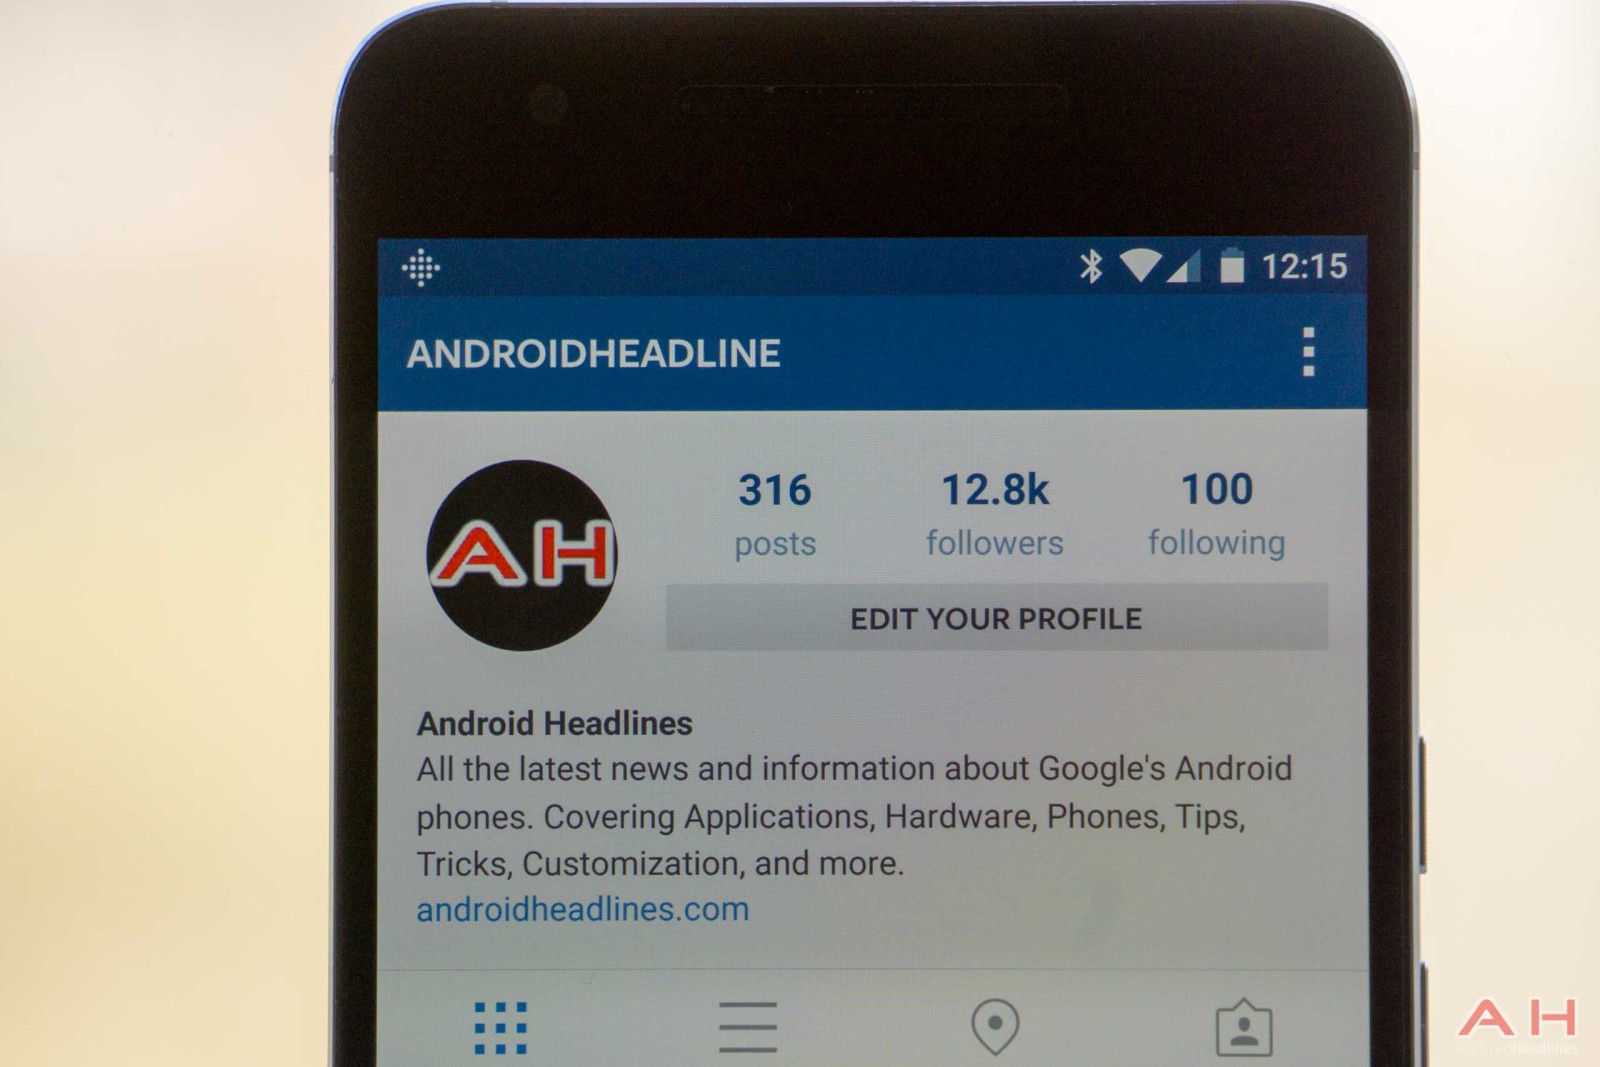 12:15
ANDROIDHEADLINE
AH
316 12.8k 100
posts followers following
EDIT YOUR PROFILE
Android Headlines
All the latest news and information about Google's Android
phones. Covering Applications, Hardware, Phones, Tips,
Tricks, Customization, and more.
androidheadlines.com
AH
AndroidHeadlines